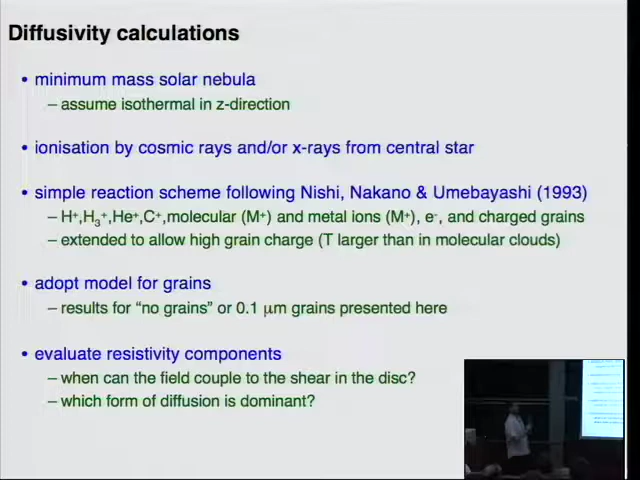 Diffusivity calculations
• minimum mass solar nebula
– assume isothermal in z-direction
• ionisation by cosmic rays and/or x-rays from central star
• simple reaction scheme following Nishi, Nakano & Umebayashi (1993)
– H⁺,H₃⁺,He⁺,C⁺,molecular (M⁺) and metal ions (M⁺), e⁻, and charged grains
– extended to allow high grain charge (T larger than in molecular clouds)
• adopt model for grains
– results for “no grains” or 0.1 μm grains presented here
• evaluate resistivity components
– when can the field couple to the shear in the disc?
– which form of diffusion is dominant?